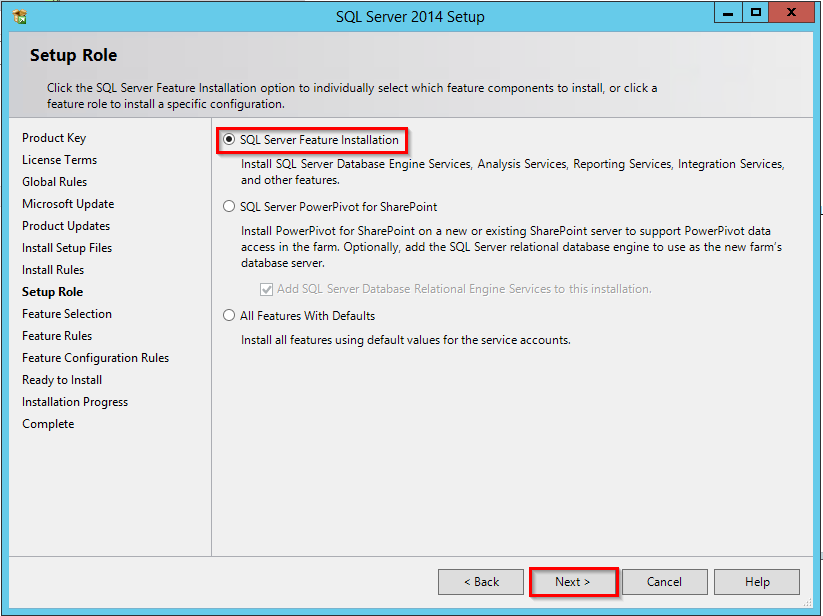 SQL Server 2014 Setup
Setup Role
Click the SQL Server Feature Installation option to individually select which feature components to install, or click a
feature role to install a specific configuration.
Product Key
License Terms
Global Rules
Microsoft Update
Product Updates
Install Setup Files
Install Rules
Setup Role
Feature Selection
Feature Rules
Feature Configuration Rules
Ready to Install
Installation Progress
Complete
SQL Server Feature Installation
Install SQL Server Database Engine Services, Analysis Services, Reporting Services, Integration Services,
and other features.
SQL Server PowerPivot for SharePoint
Install PowerPivot for SharePoint on a new or existing SharePoint server to support PowerPivot data
access in the farm. Optionally, add the SQL Server relational database engine to use as the new farm's
database server.
Add SQL Server Database Relational Engine Services to this installation.
All Features With Defaults
Install all features using default values for the service accounts.
< Back
Next >
Cancel
Help